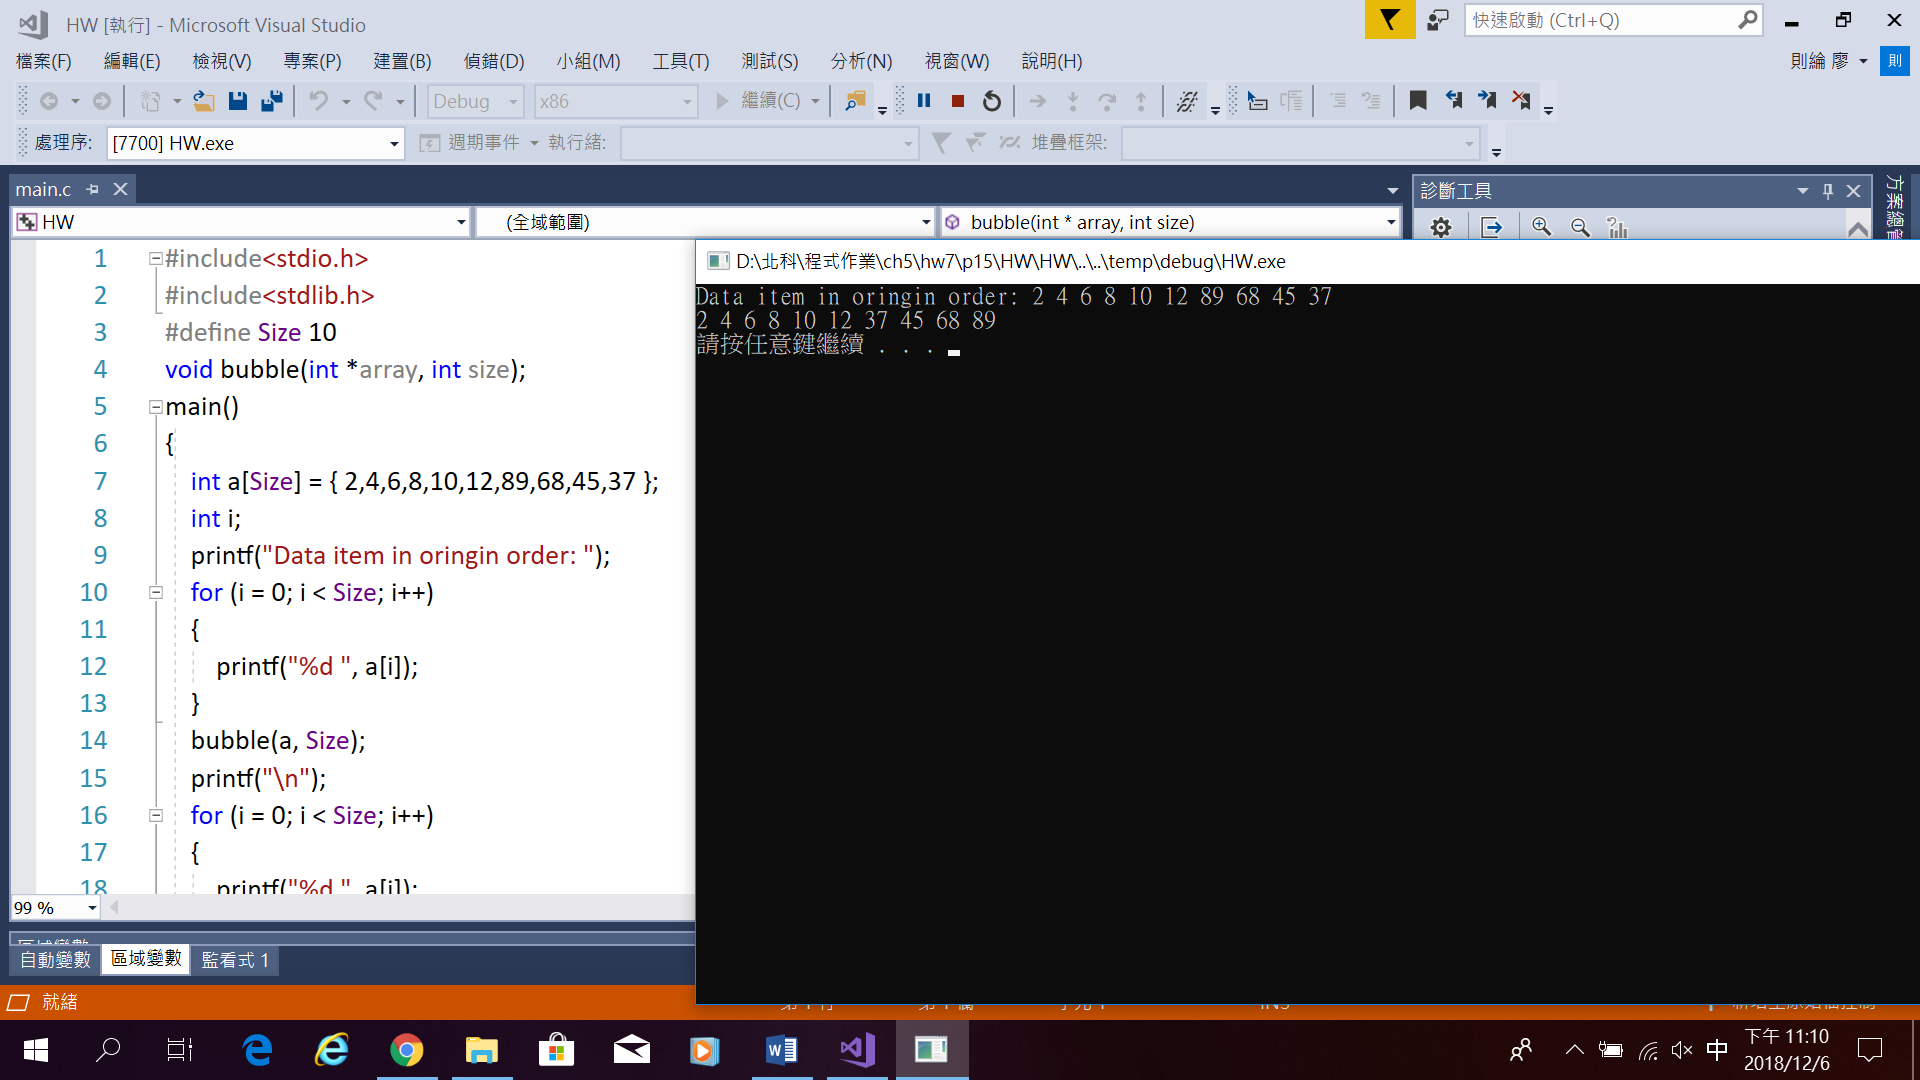 HW [執行] - Microsoft Visual Studio
快速啟動 (Ctrl+Q)
檔案(F) 編輯(E) 檢視(V) 專案(P) 建置(B) 偵錯(D) 小組(M) 工具(T) 測試(S) 分析(N) 視窗(W) 說明(H)
則綸 廖 則
Debug x86 繼續(C)
處理序: [7700] HW.exe 週期事件 執行緒: 堆疊框架:
main.c
診斷工具
HW (全域範圍) bubble(int * array, int size)
1 #include<stdio.h>
2 #include<stdlib.h>
3 #define Size 10
4 void bubble(int *array, int size);
5 main()
6 {
7 int a[Size] = { 2,4,6,8,10,12,89,68,45,37 };
8 int i;
9 printf("Data item in oringin order: ");
10 for (i = 0; i < Size; i++)
11 {
12 printf("%d ", a[i]);
13 }
14 bubble(a, Size);
15 printf("\n");
16 for (i = 0; i < Size; i++)
17 {
18 printf("%d ", a[i]);
D:\北科\程式作業\ch5\hw7\p15\HW\HW\..\..\temp\debug\HW.exe
Data item in oringin order: 2 4 6 8 10 12 89 68 45 37
2 4 6 8 10 12 37 45 68 89
請按任意鍵繼續 . . .
99 %
自動變數 區域變數 監看式 1
就緒
中
下午 11:10
2018/12/6